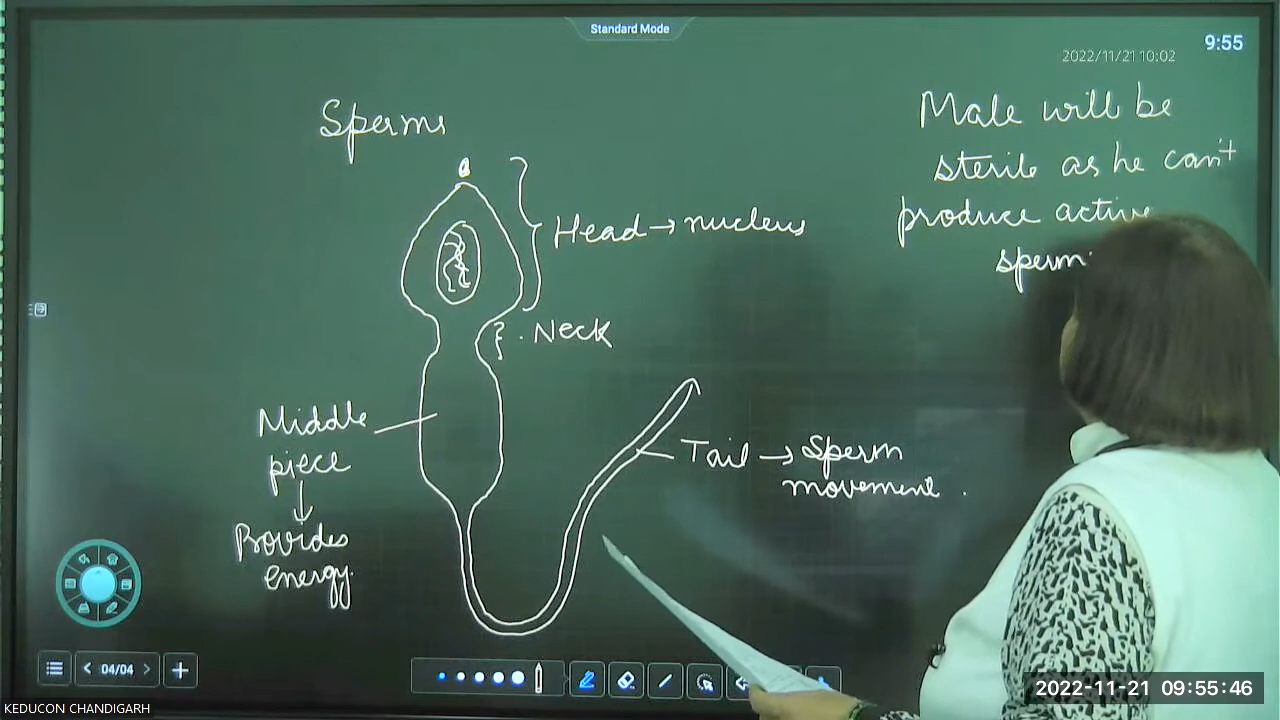 Standard Mode
9:55
2022/11/21 10:02
Sperms
Male will be
sterile as he can't
produce active
sperm
Head → nucleus
Neck
Middle
piece
Provides
energy.
Tail → Sperm
movement.
04/04
2022-11-21 09:55:46
KEDUCON CHANDIGARH